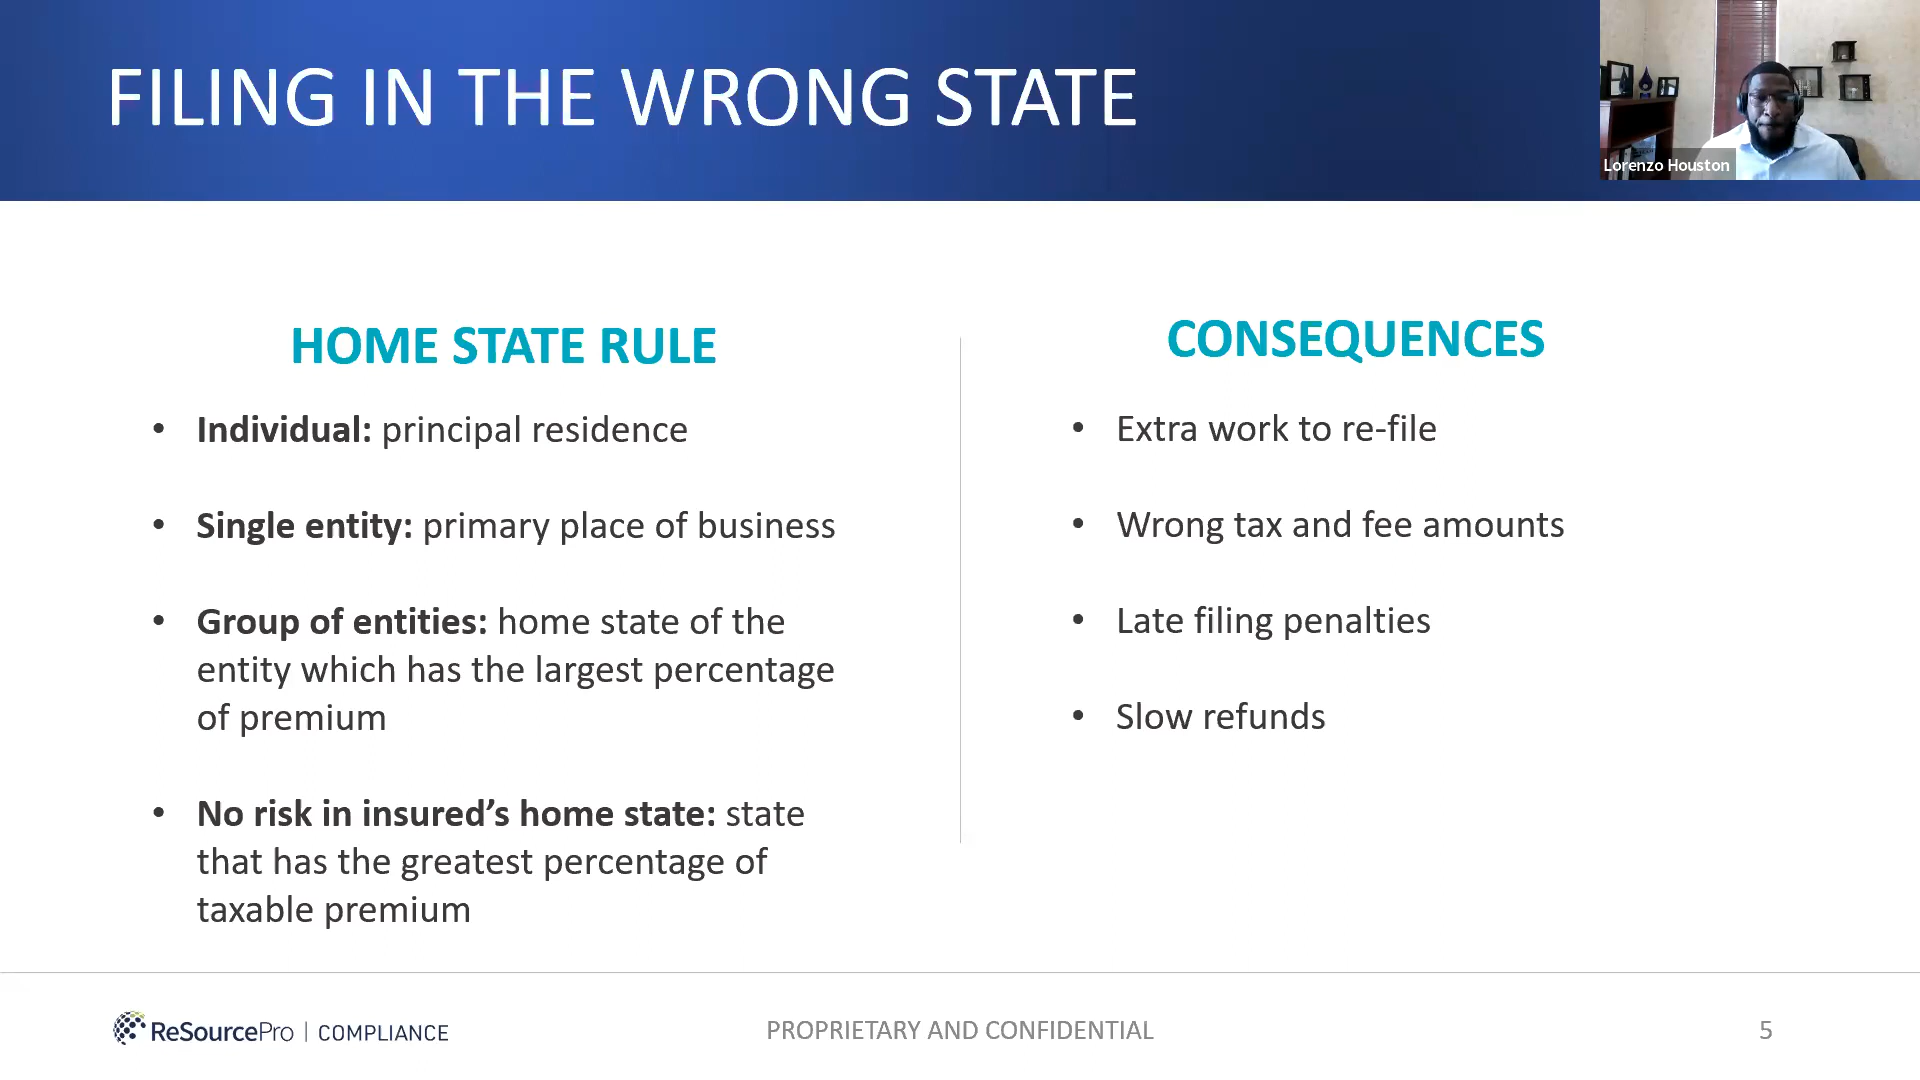 FILING IN THE WRONG STATE
Lorenzo Houston
HOME STATE RULE
• Individual: principal residence
• Single entity: primary place of business
• Group of entities: home state of the
entity which has the largest percentage
of premium
• No risk in insured’s home state: state
that has the greatest percentage of
taxable premium
CONSEQUENCES
• Extra work to re-file
• Wrong tax and fee amounts
• Late filing penalties
• Slow refunds
ReSourcePro | COMPLIANCE
PROPRIETARY AND CONFIDENTIAL
5